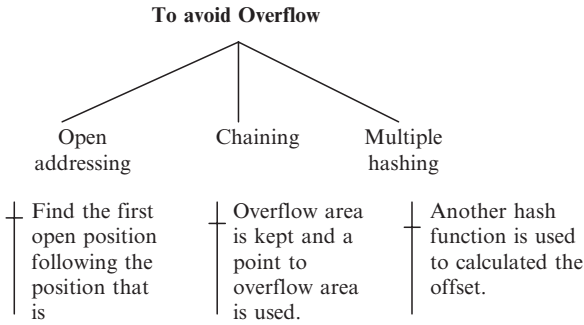 To avoid Overflow
Open
addressing
Chaining
Multiple
hashing
Find the first
open position
following the
position that
is
Overflow area
is kept and a
point to
overflow area
is used.
Another hash
function is used
to calculated the
offset.